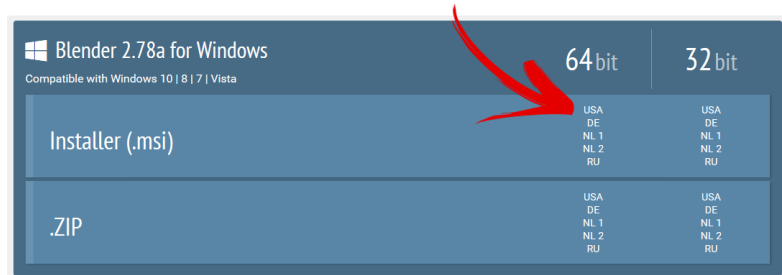 Blender 2.78a for Windows
Compatible with Windows 10 | 8 | 7 | Vista
64 bit
32 bit
Installer (.msi)
USA
DE
NL 1
NL 2
RU
USA
DE
NL 1
NL 2
RU
.ZIP
USA
DE
NL 1
NL 2
RU
USA
DE
NL 1
NL 2
RU